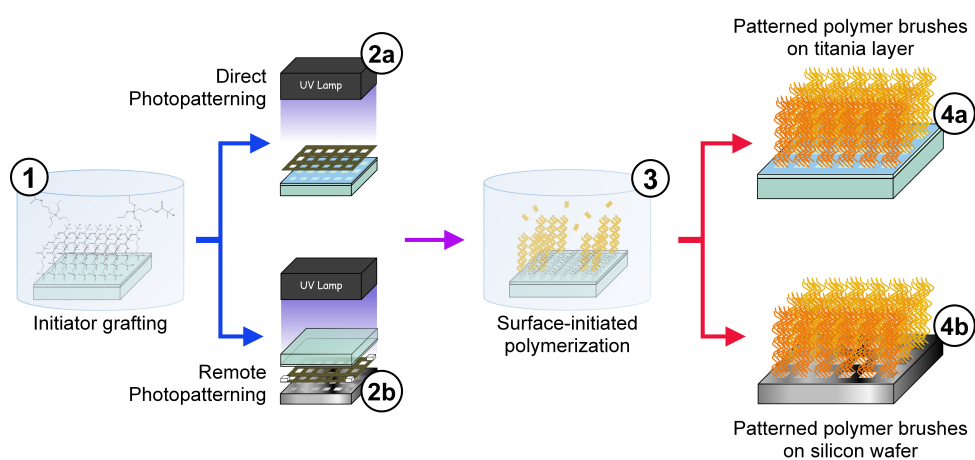 1
Initiator grafting
Direct
Photopatterning
2a
UV Lamp
UV Lamp
Remote
Photopatterning
2b
3
Surface-initiated
polymerization
Patterned polymer brushes
on titania layer
4a
4b
Patterned polymer brushes
on silicon wafer